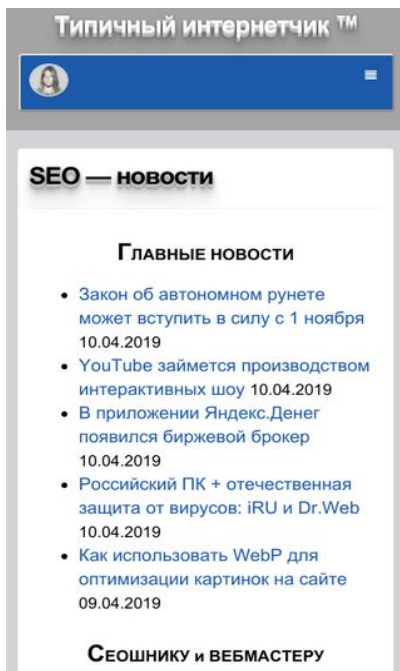 Типичный интернетчик ™
SEO — новости
Главные новости
Закон об автономном рунете
может вступить в силу с 1 ноября
10.04.2019
YouTube займется производством
интерактивных шоу 10.04.2019
В приложении Яндекс.Денег
появился биржевой брокер
10.04.2019
Российский ПК + отечественная
защита от вирусов: iRU и Dr.Web
10.04.2019
Как использовать WebP для
оптимизации картинок на сайте
09.04.2019
Сеошнику и вебмастеру